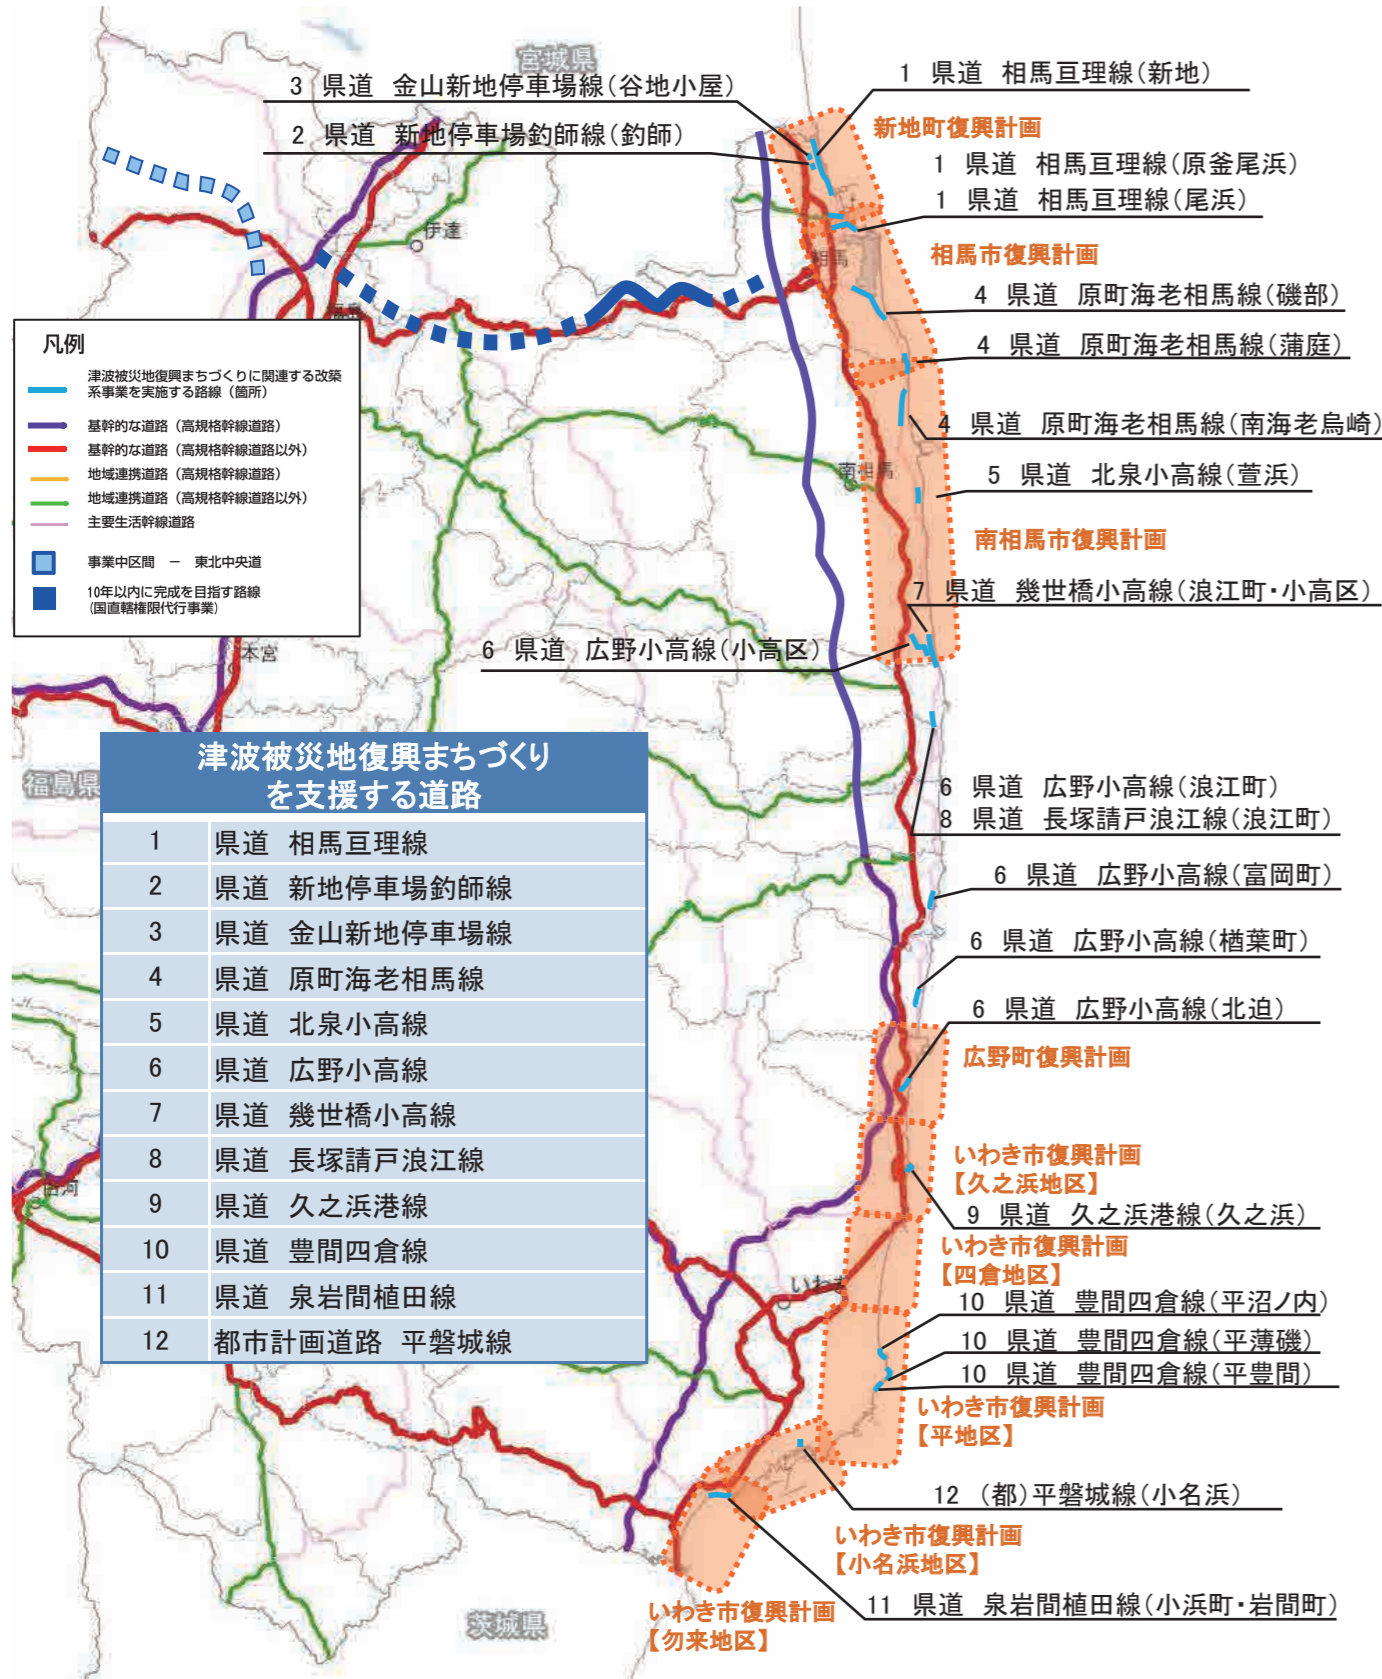 宮城県
3 県道 金山新地停車場線(谷地小屋)
1 県道 相馬亘理線(新地)
2 県道 新地停車場釣師線(釣師)
新地町復興計画
1 県道 相馬亘理線(原釜尾浜)
1 県道 相馬亘理線(尾浜)
伊達
相馬市復興計画
相馬
4 県道 原町海老相馬線(磯部)
4 県道 原町海老相馬線(蒲庭)
4 県道 原町海老相馬線(南海老烏崎)
南相馬
5 県道 北泉小高線(萱浜)
南相馬市復興計画
7 県道 幾世橋小高線(浪江町・小高区)
6 県道 広野小高線(小高区)
凡例
津波被災地復興まちづくりに関連する改築
系事業を実施する路線(箇所)
基幹的な道路(高規格幹線道路)
基幹的な道路(高規格幹線道路以外)
地域連携道路(高規格幹線道路)
地域連携道路(高規格幹線道路以外)
主要生活幹線道路
事業中区間 － 東北中央道
10年以内に完成を目指す路線
(国直轄権限代行事業)
本宮
福島県
津波被災地復興まちづくり
を支援する道路
1 県道 相馬亘理線
2 県道 新地停車場釣師線
3 県道 金山新地停車場線
4 県道 原町海老相馬線
5 県道 北泉小高線
6 県道 広野小高線
7 県道 幾世橋小高線
8 県道 長塚請戸浪江線
9 県道 久之浜港線
10 県道 豊間四倉線
11 県道 泉岩間植田線
12 都市計画道路 平磐城線
6 県道 広野小高線(浪江町)
8 県道 長塚請戸浪江線(浪江町)
6 県道 広野小高線(富岡町)
6 県道 広野小高線(楢葉町)
6 県道 広野小高線(北迫)
広野町復興計画
白河
いわき市復興計画
【久之浜地区】
9 県道 久之浜港線(久之浜)
いわき市復興計画
【四倉地区】
いわき
10 県道 豊間四倉線(平沼ノ内)
10 県道 豊間四倉線(平薄磯)
10 県道 豊間四倉線(平豊間)
いわき市復興計画
【平地区】
12 (都)平磐城線(小名浜)
いわき市復興計画
【小名浜地区】
11 県道 泉岩間植田線(小浜町・岩間町)
いわき市復興計画
【勿来地区】
茨城県